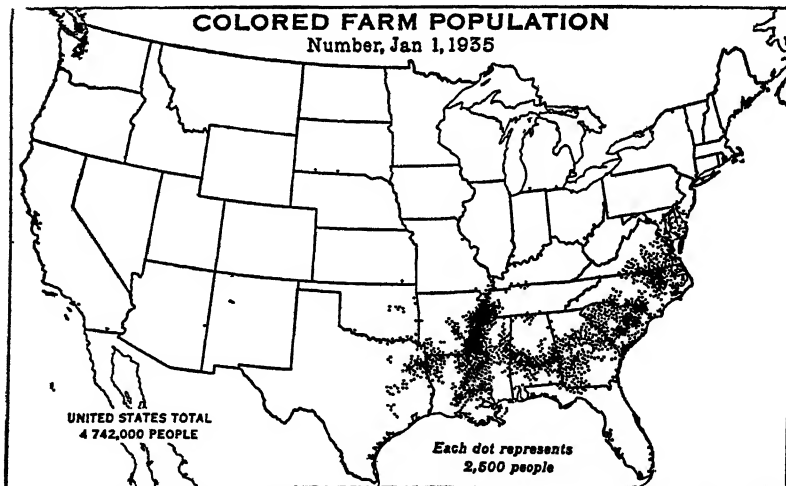 COLORED FARM POPULATION
Number, Jan 1, 1935
UNITED STATES TOTAL
4 742,000 PEOPLE
Each dot represents
2,500 people